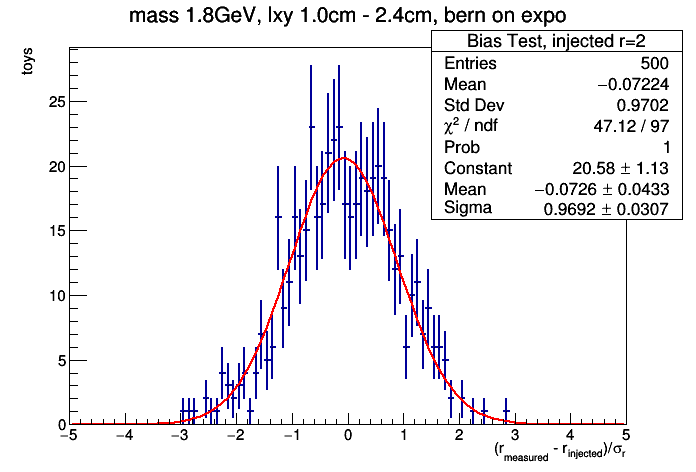 mass 1.8GeV, lxy 1.0cm - 2.4cm, bern on expo
toys
Bias Test, injected r=2
Entries 500
Mean −0.07224
Std Dev 0.9702
χ² / ndf 47.12 / 97
Prob 1
Constant 20.58 ± 1.13
Mean −0.0726 ± 0.0433
Sigma 0.9692 ± 0.0307
25
20
15
10
5
0
−5 −4 −3 −2 −1 0 1 2 3 4 5
(r_measured - r_injected)/σ_r